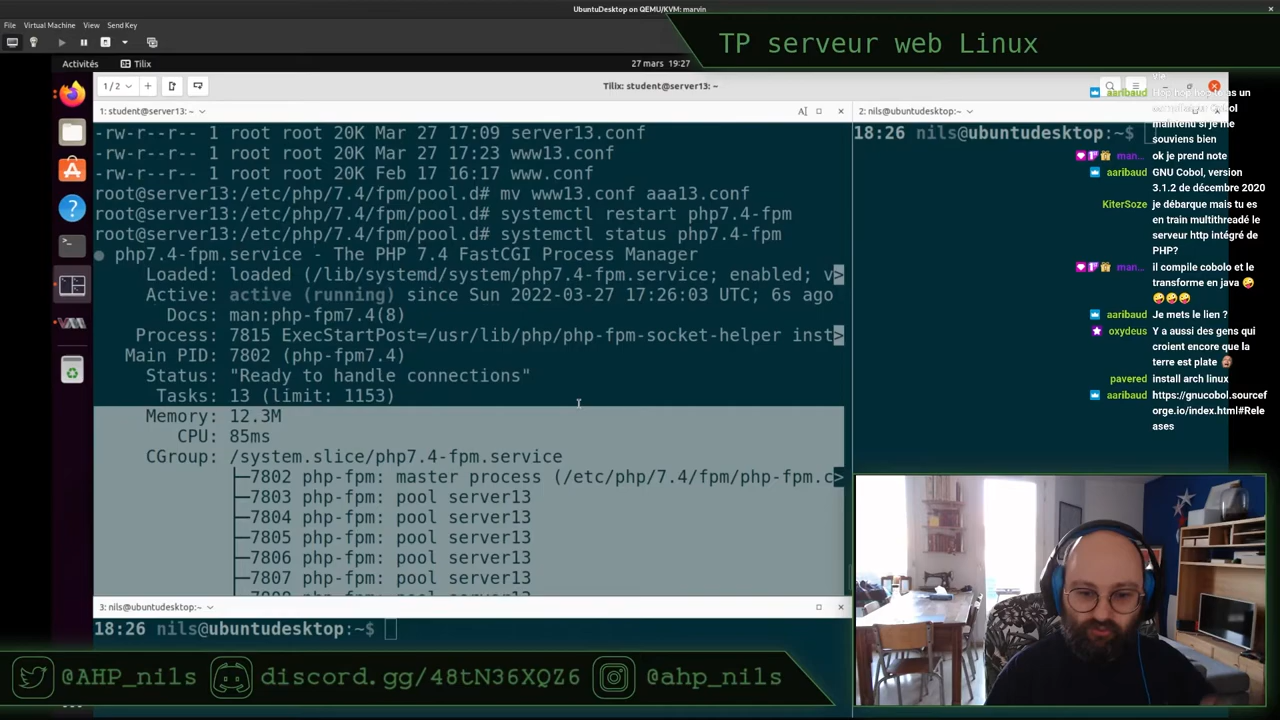 UbuntuDesktop on QEMU/KVM: marvin
File Virtual Machine View Send Key
TP serveur web Linux
Activités Tilix 27 mars 19:27
1 / 2 Tilix: student@server13: ~
1: student@server13: ~
-rw-r--r-- 1 root root 20K Mar 27 17:09 server13.conf
-rw-r--r-- 1 root root 20K Mar 27 17:23 www13.conf
-rw-r--r-- 1 root root 20K Feb 17 16:17 www.conf
root@server13:/etc/php/7.4/fpm/pool.d# mv www13.conf aaa13.conf
root@server13:/etc/php/7.4/fpm/pool.d# systemctl restart php7.4-fpm
root@server13:/etc/php/7.4/fpm/pool.d# systemctl status php7.4-fpm
● php7.4-fpm.service - The PHP 7.4 FastCGI Process Manager
Loaded: loaded (/lib/systemd/system/php7.4-fpm.service; enabled; v>
Active: active (running) since Sun 2022-03-27 17:26:03 UTC; 6s ago
Docs: man:php-fpm7.4(8)
Process: 7815 ExecStartPost=/usr/lib/php/php-fpm-socket-helper inst>
Main PID: 7802 (php-fpm7.4)
Status: "Ready to handle connections"
Tasks: 13 (limit: 1153)
Memory: 12.3M
CPU: 85ms
CGroup: /system.slice/php7.4-fpm.service
├─7802 php-fpm: master process (/etc/php/7.4/fpm/php-fpm.c>
├─7803 php-fpm: pool server13
├─7804 php-fpm: pool server13
├─7805 php-fpm: pool server13
├─7806 php-fpm: pool server13
├─7807 php-fpm: pool server13
2: nils@ubuntudesktop: ~
18:26 nils@ubuntudesktop:~$
3: nils@ubuntudesktop: ~
18:26 nils@ubuntudesktop:~$
vie
aaribaud
maintenu si je me
souviens bien
man... ok je prend note
aaribaud GNU Cobol, version
3.1.2 de décembre 2020
KiterSoze je débarque mais tu es
en train multithreadé le
serveur http intégré de
PHP?
man... il compile cobolo et le
transforme en java 🤪
🤪🤪🤪
aaribaud Je mets le lien ?
oxydeus Y a aussi des gens qui
croient encore que la
terre est plate
pavered install arch linux
aaribaud https://gnucobol.sourcef
orge.io/index.html#Rele
ases
@AHP_nils discord.gg/48tN36XQZ6 @ahp_nils